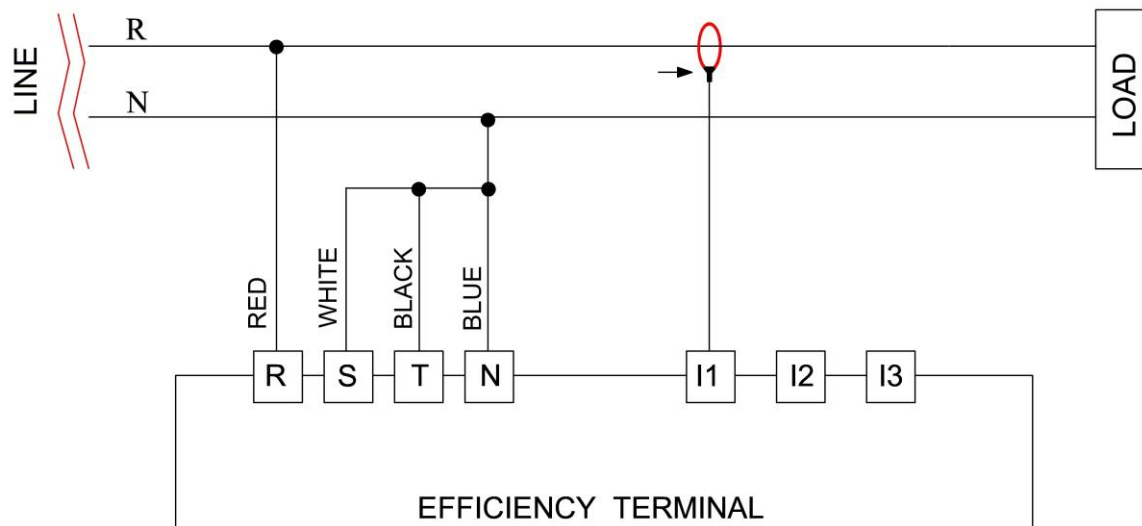 LINE
R
N
LOAD
RED
WHITE
BLACK
BLUE
R
S
T
N
I1
I2
I3
EFFICIENCY TERMINAL